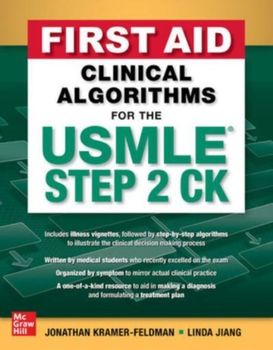 FIRST AID
CLINICAL
ALGORITHMS
FOR THE
USMLE®
STEP 2 CK
Includes illness vignettes, followed by step-by-step algorithms
to illustrate the clinical decision making process
Written by medical students who recently excelled on the exam
Organized by symptom to mirror actual clinical practice
A one-of-a-kind resource to aid in making a diagnosis
and formulating a treatment plan
Mc
Graw
Hill
JONATHAN KRAMER-FELDMAN • LINDA JIANG